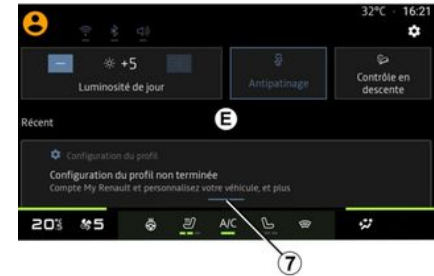 32°C 16:21
+5
Luminosité de jour
Antipatinage
Contrôle en
descente
E
Récent
Configuration du profil
Configuration du profil non terminée
Compte My Renault et personnalisez votre véhicule, et plus
20 5 A/C
7